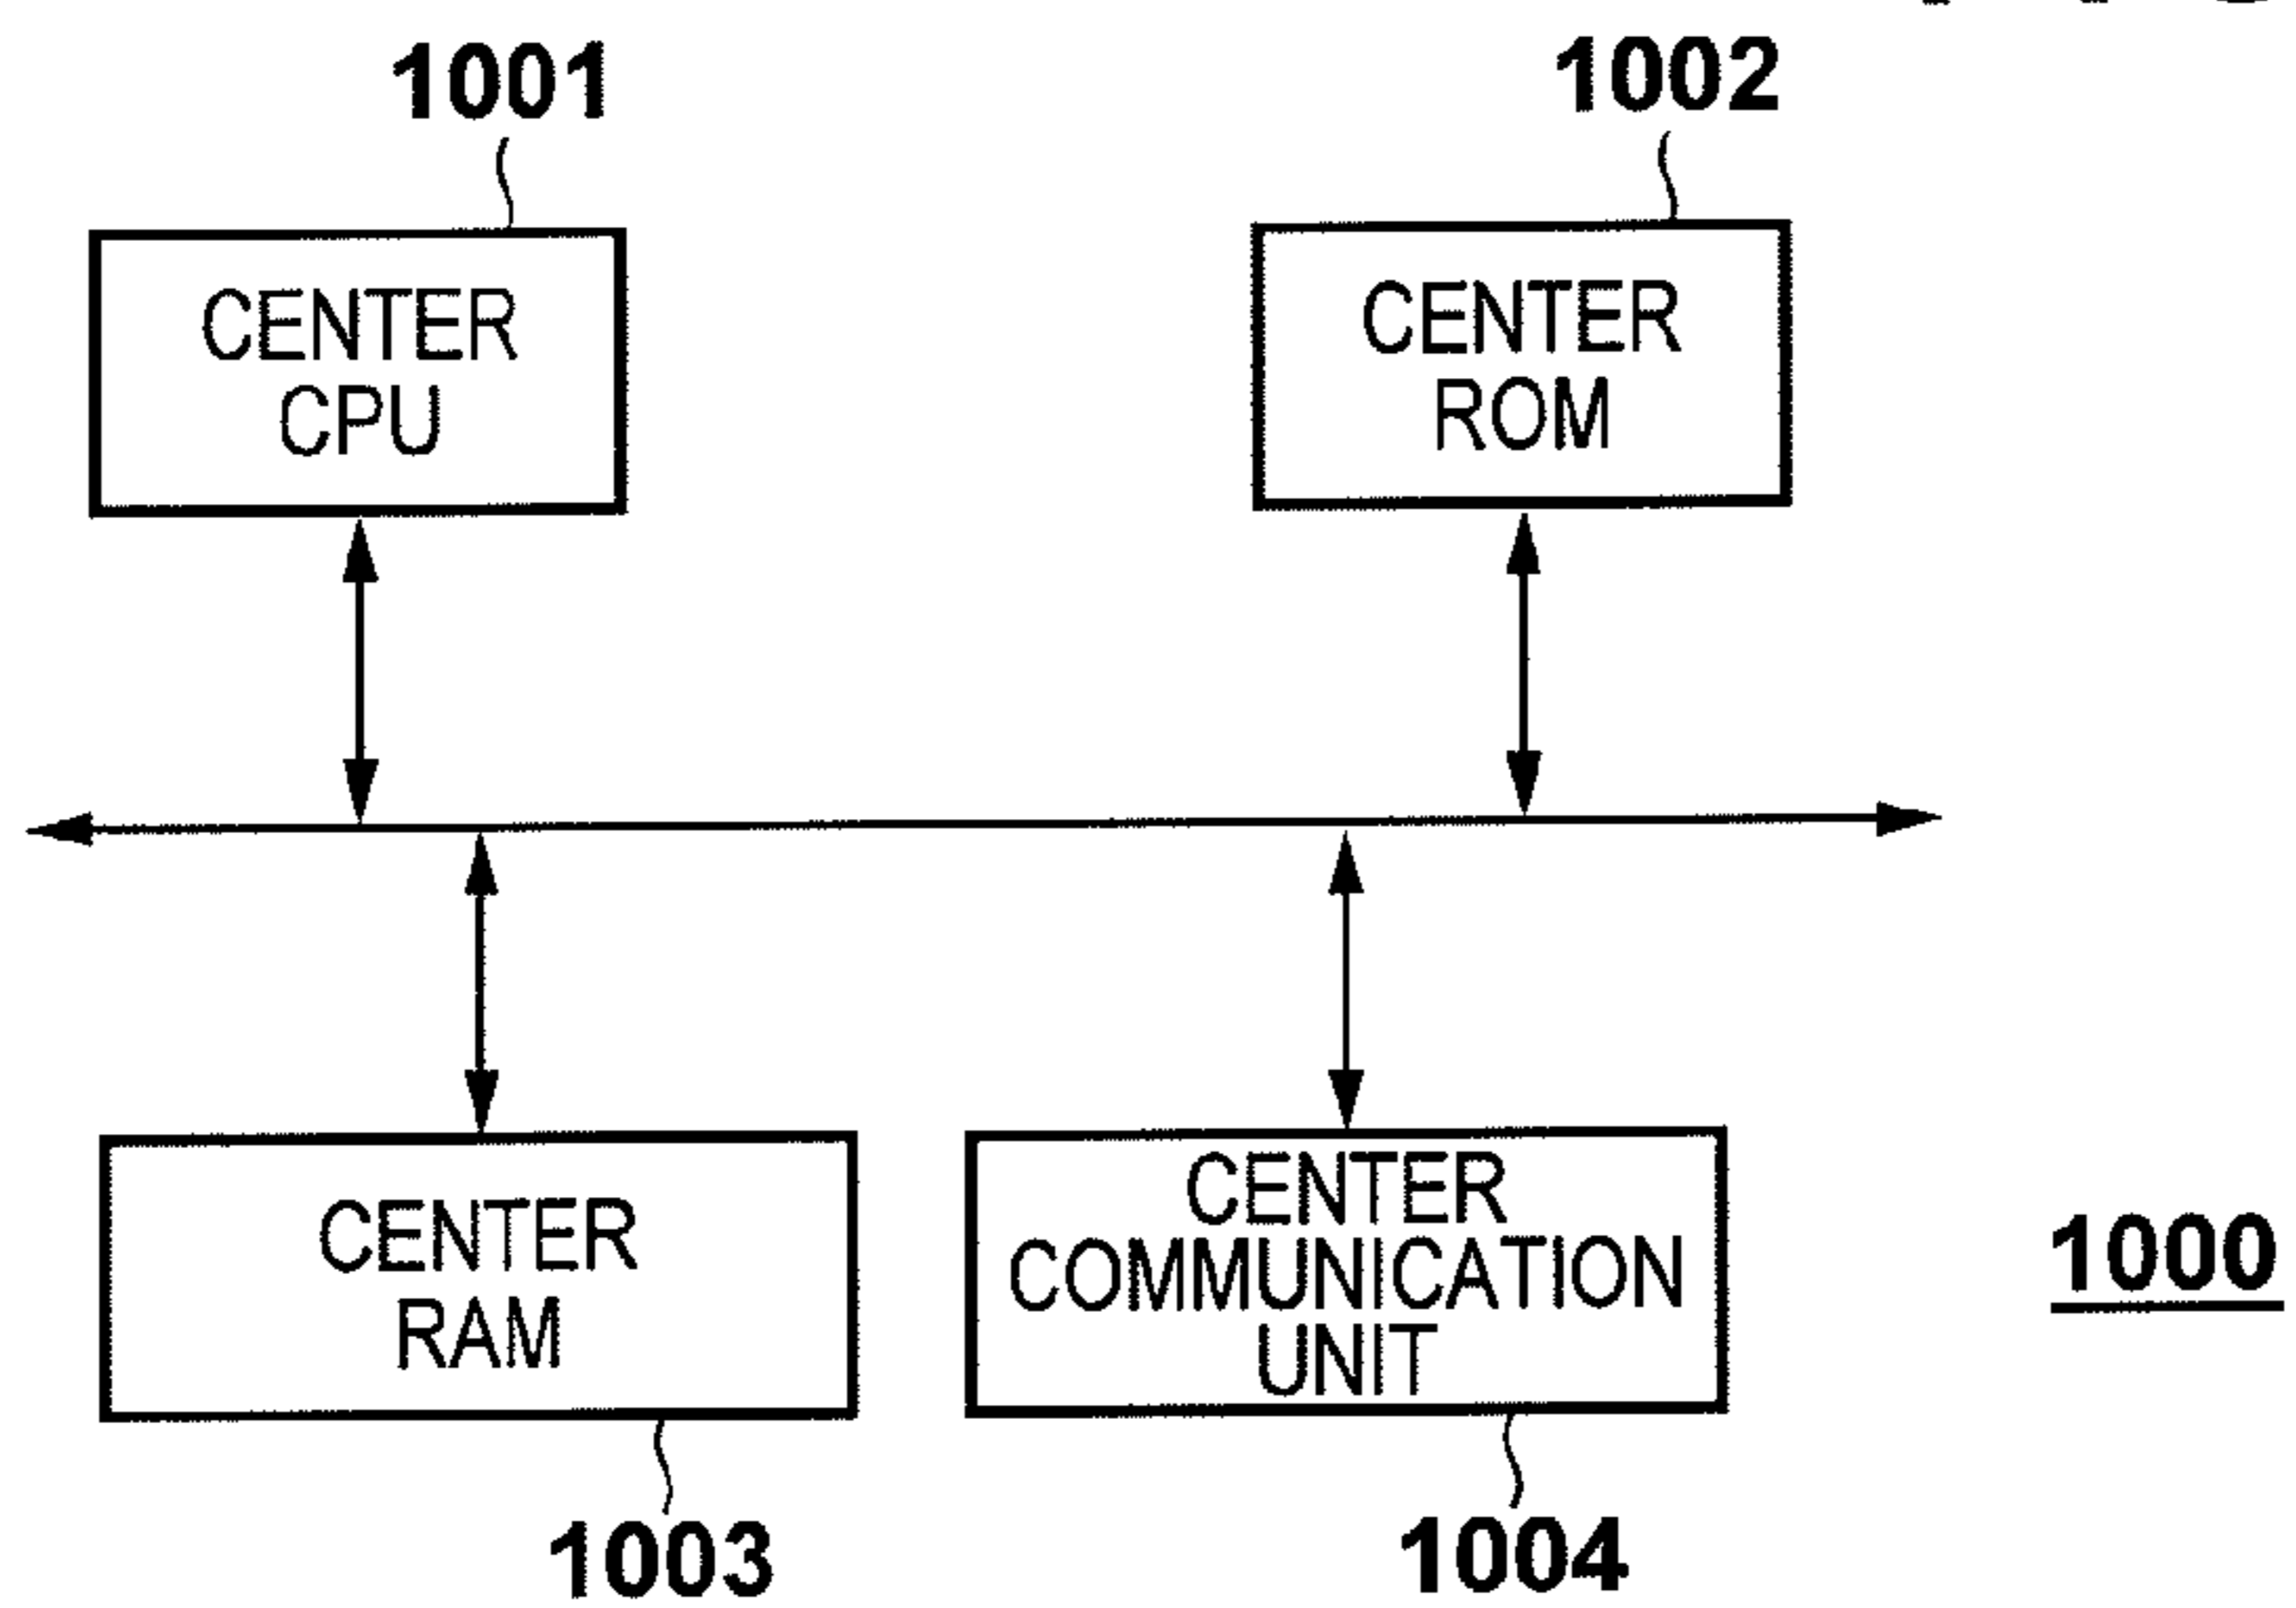 1001
1002
CENTER
CPU
CENTER
ROM
CENTER
RAM
CENTER
COMMUNICATION
UNIT
1000
1003
1004